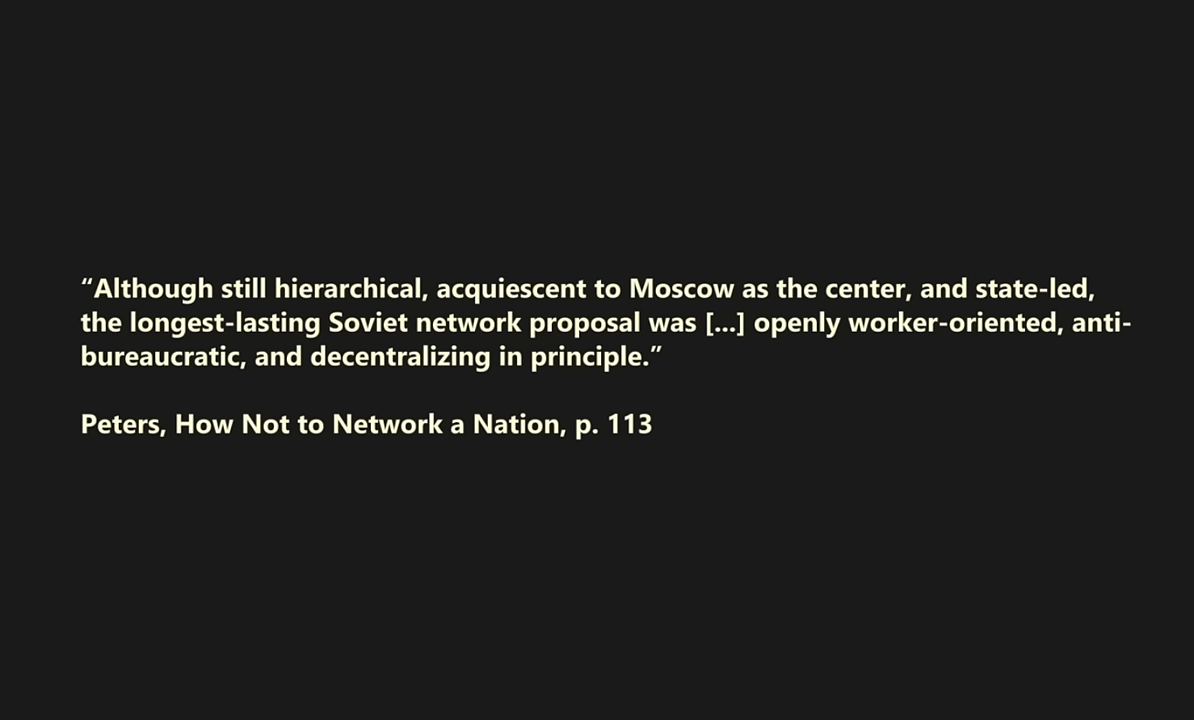 “Although still hierarchical, acquiescent to Moscow as the center, and state-led,
the longest-lasting Soviet network proposal was [...] openly worker-oriented, anti-
bureaucratic, and decentralizing in principle.”
Peters, How Not to Network a Nation, p. 113